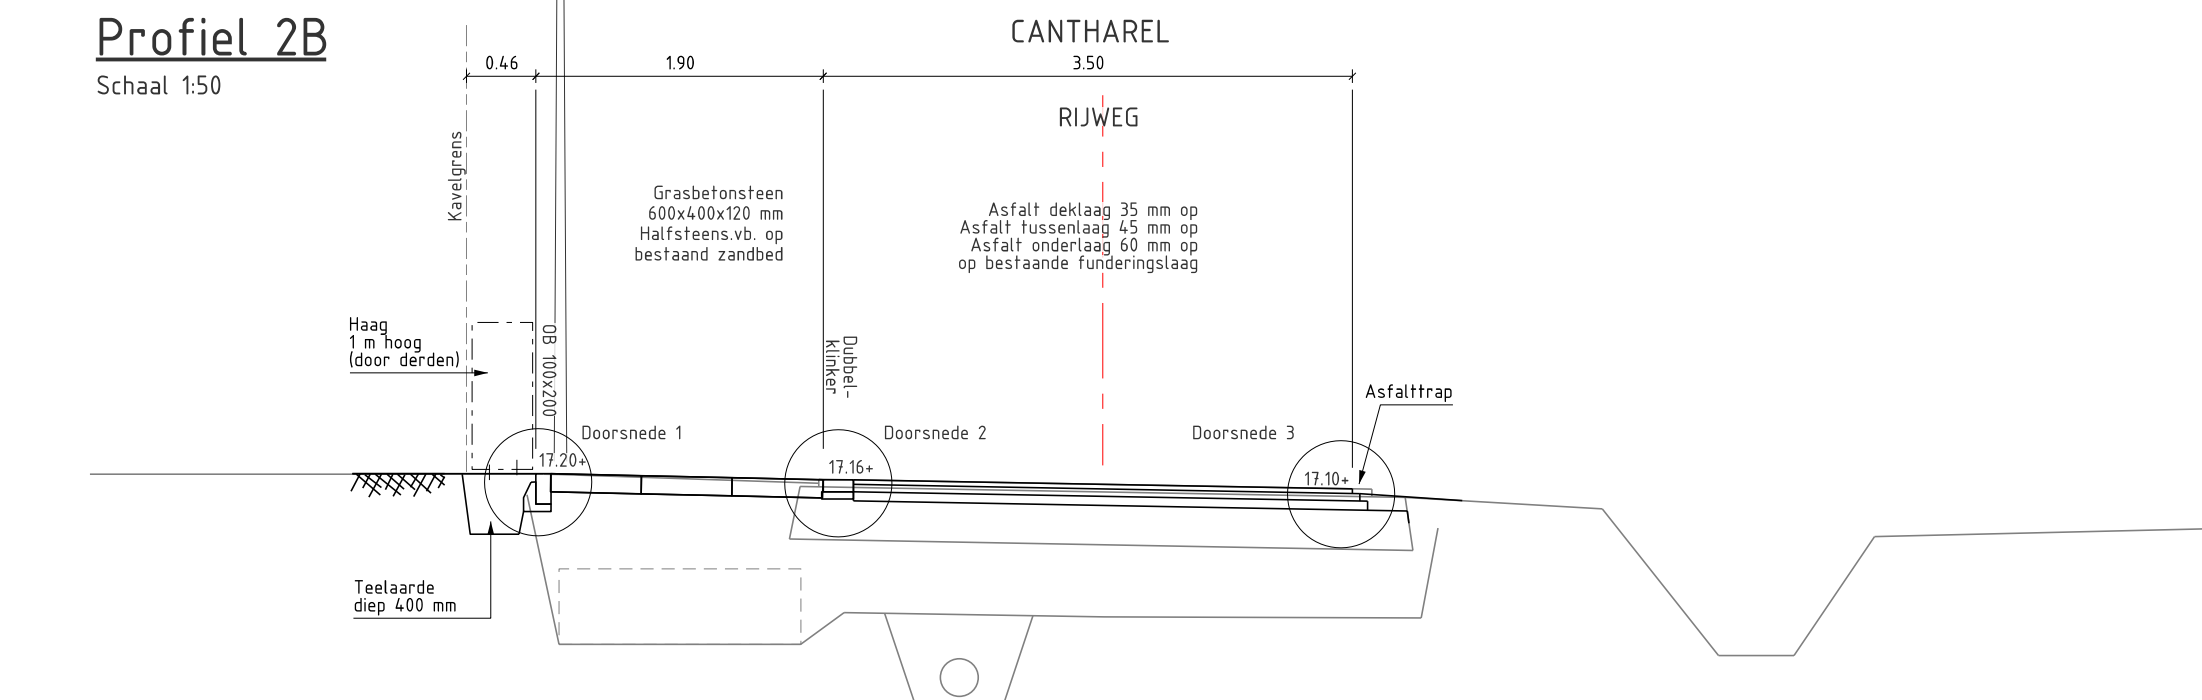 Profiel 2B
Schaal 1:50
CANTHAREL
0.46
1.90
3.50
RIJWEG
Kavelgrens
Grasbetonsteen
600x400x120 mm
Halfsteens.vb. op
bestaand zandbed
Asfalt deklaag 35 mm op
Asfalt tussenlaag 45 mm op
Asfalt onderlaag 60 mm op
op bestaande funderingslaag
Haag
1 m hoog
(door derden)
OB 100x200
Dubbel-
klinker
Asfalttrap
Doorsnede 1
Doorsnede 2
Doorsnede 3
17.20+
17.16+
17.10+
Teelaarde
diep 400 mm